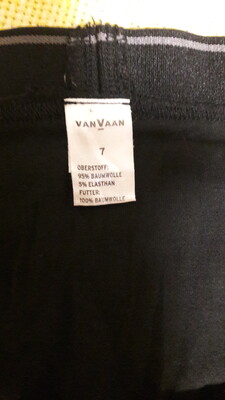 VANVAAN
7
OBERSTOFF:
95% BAUMWOLLE
5% ELASTHAN
FUTTER:
100% BAUMWOLLE